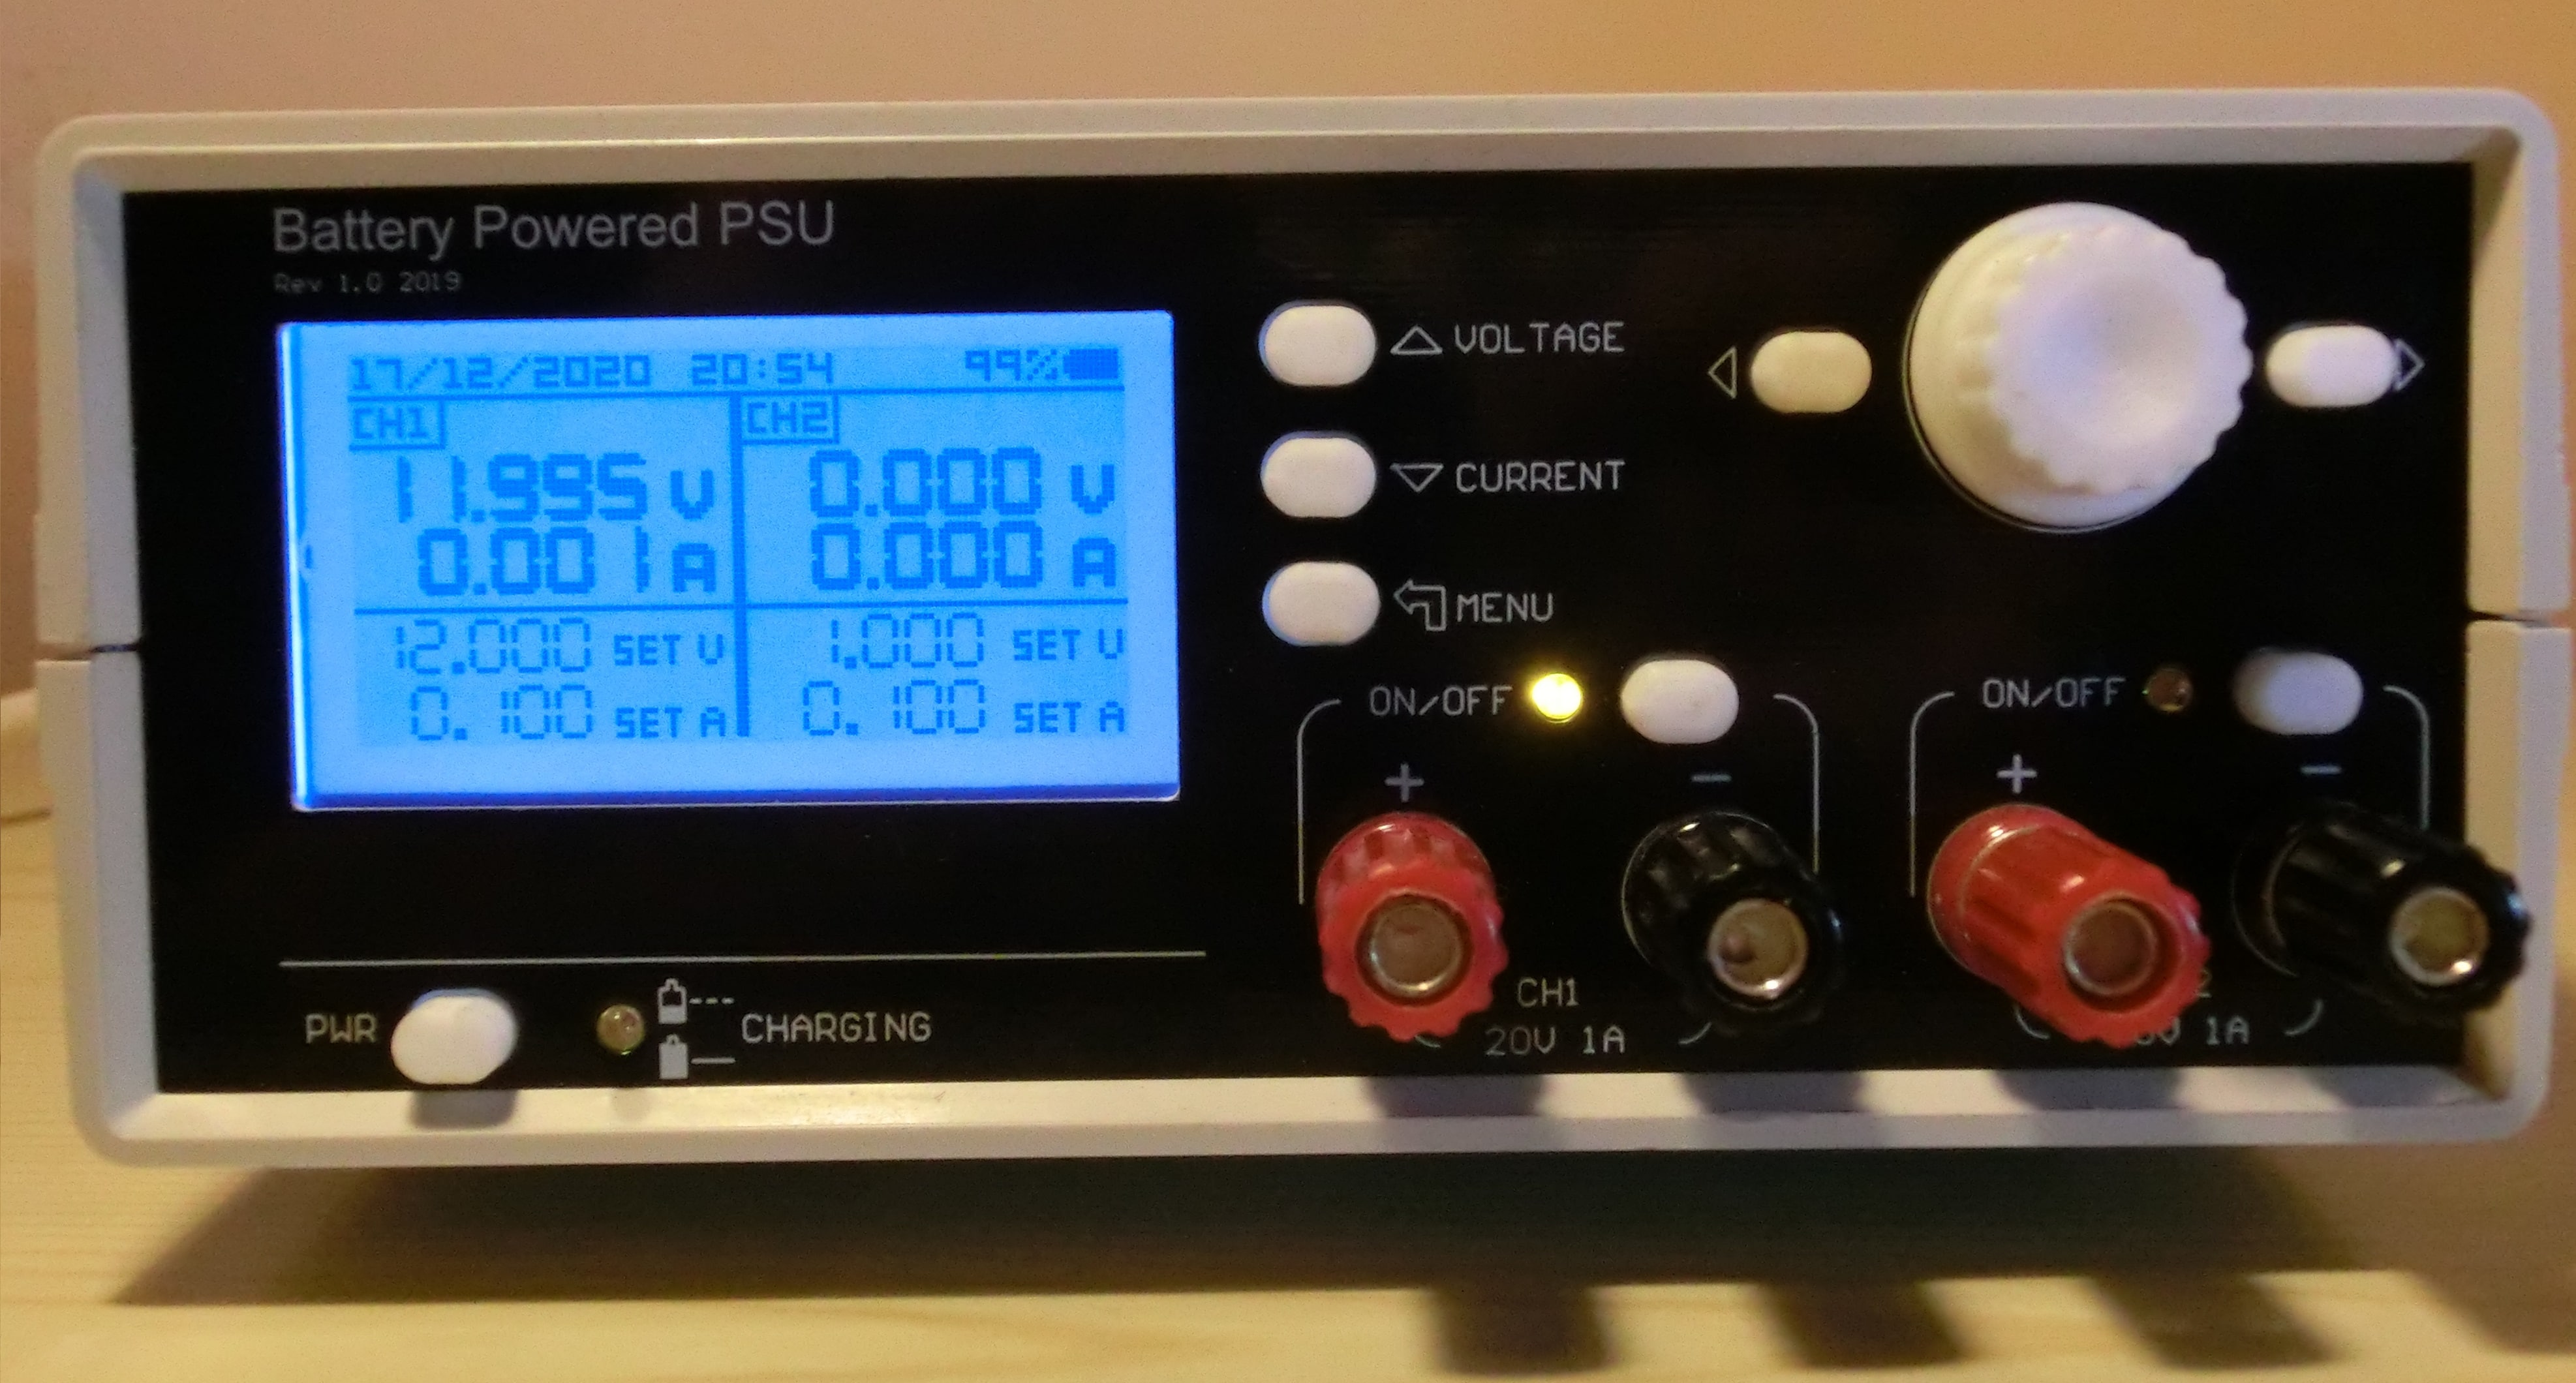 Battery Powered PSU
Rev 1.0 2019
17/12/2020 20:54 99%
CH1 CH2
11.995 V 0.000 V
0.001 A 0.000 A
12.000 SET V 1.000 SET V
0.100 SET A 0.100 SET A
VOLTAGE
CURRENT
MENU
ON/OFF ON/OFF
+ − + −
CH1
20V 1A 1A
PWR CHARGING